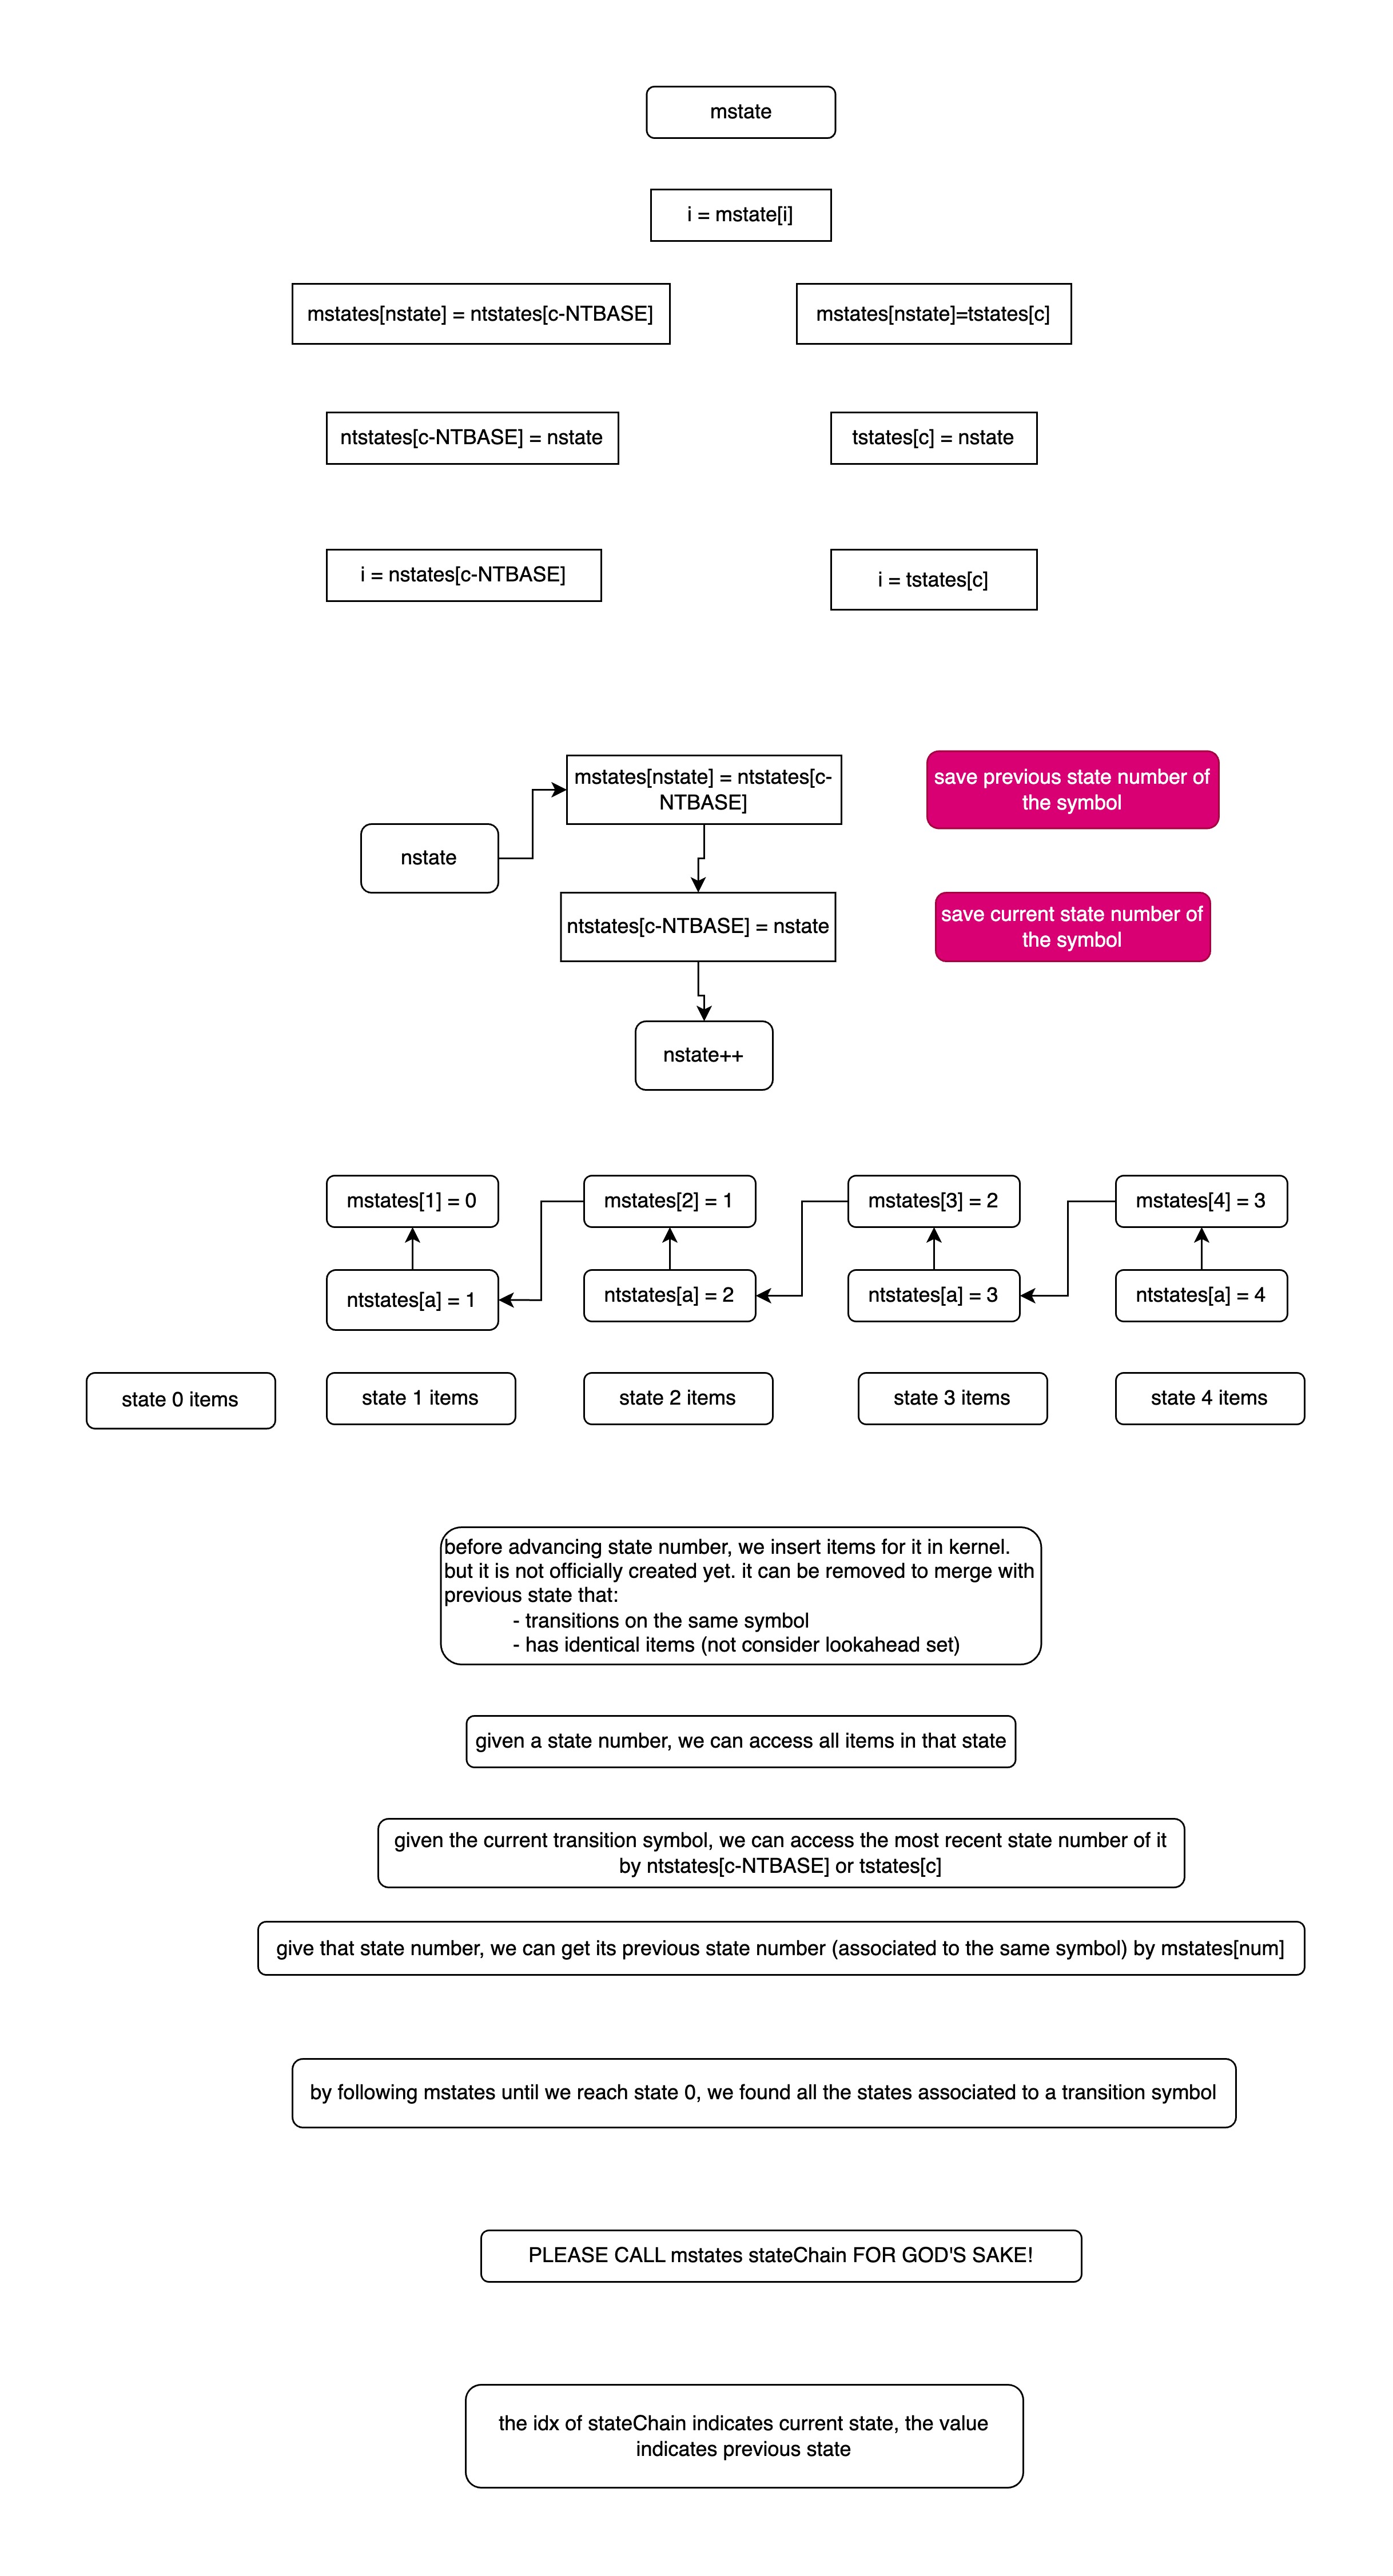 mstate
i = mstate[i]
mstates[nstate] = ntstates[c-NTBASE]
mstates[nstate]=tstates[c]
ntstates[c-NTBASE] = nstate
tstates[c] = nstate
i = nstates[c-NTBASE]
i = tstates[c]
mstates[nstate] = ntstates[c-
NTBASE]
save previous state number of
the symbol
nstate
ntstates[c-NTBASE] = nstate
save current state number of
the symbol
nstate++
mstates[1] = 0
mstates[2] = 1
mstates[3] = 2
mstates[4] = 3
ntstates[a] = 1
ntstates[a] = 2
ntstates[a] = 3
ntstates[a] = 4
state 0 items
state 1 items
state 2 items
state 3 items
state 4 items
before advancing state number, we insert items for it in kernel.
but it is not officially created yet. it can be removed to merge with
previous state that:
- transitions on the same symbol
- has identical items (not consider lookahead set)
given a state number, we can access all items in that state
given the current transition symbol, we can access the most recent state number of it
by ntstates[c-NTBASE] or tstates[c]
give that state number, we can get its previous state number (associated to the same symbol) by mstates[num]
by following mstates until we reach state 0, we found all the states associated to a transition symbol
PLEASE CALL mstates stateChain FOR GOD'S SAKE!
the idx of stateChain indicates current state, the value
indicates previous state